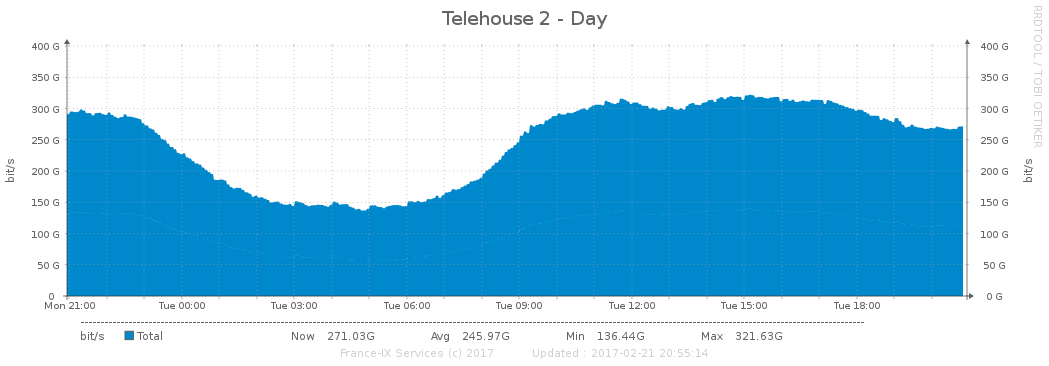 Telehouse 2 - Day
RRDTOOL / TOBI OETIKER
400 G 400 G
350 G 350 G
300 G 300 G
250 G 250 G
200 G 200 G
150 G 150 G
100 G 100 G
50 G 50 G
0 0 G
bit/s bit/s
Mon 21:00 Tue 00:00 Tue 03:00 Tue 06:00 Tue 09:00 Tue 12:00 Tue 15:00 Tue 18:00
bit/s Total Now 271.03G Avg 245.97G Min 136.44G Max 321.63G
France-IX Services (c) 2017 Updated : 2017-02-21 20:55:14